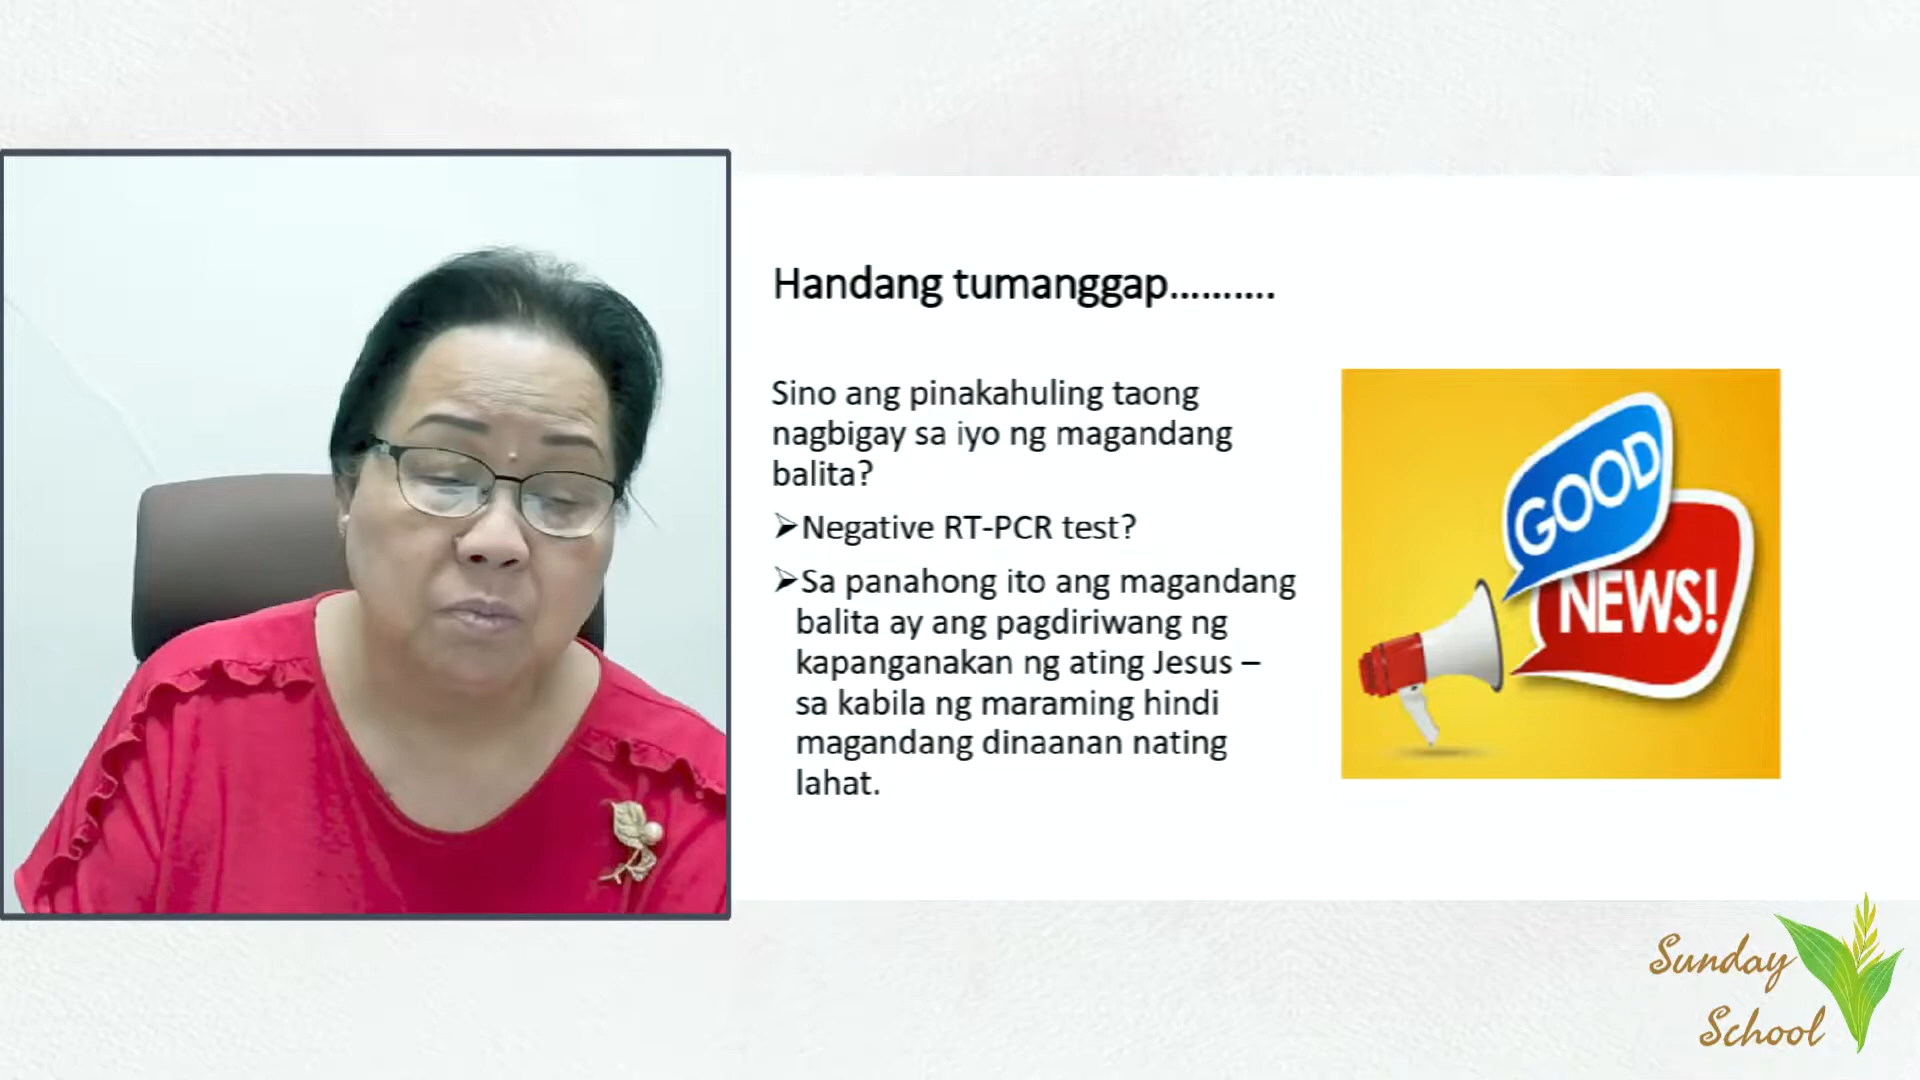 Handang tumanggap..........
Sino ang pinakahuling taong
nagbigay sa iyo ng magandang
balita?
➤Negative RT-PCR test?
➤Sa panahong ito ang magandang
balita ay ang pagdiriwang ng
kapanganakan ng ating Jesus –
sa kabila ng maraming hindi
magandang dinaanan nating
lahat.
GOOD
NEWS!
Sunday
School